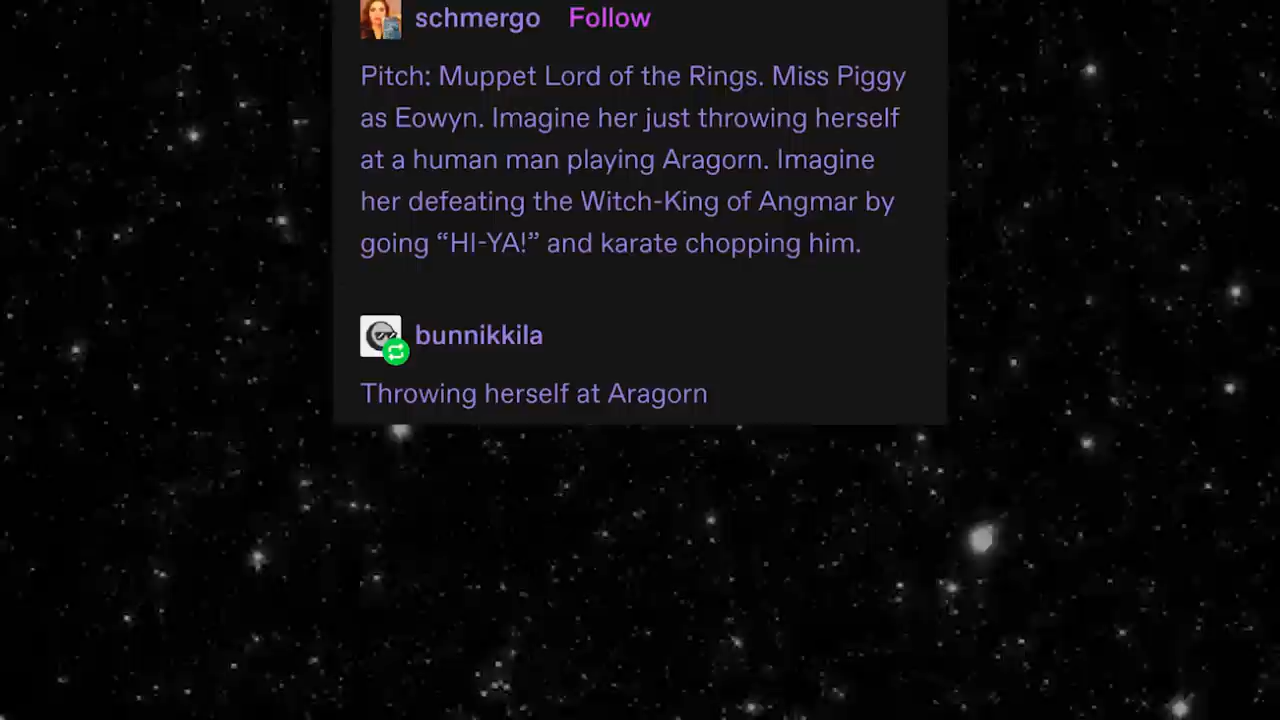 schmergo Follow
Pitch: Muppet Lord of the Rings. Miss Piggy
as Eowyn. Imagine her just throwing herself
at a human man playing Aragorn. Imagine
her defeating the Witch-King of Angmar by
going “HI-YA!” and karate chopping him.
bunnikkila
Throwing herself at Aragorn